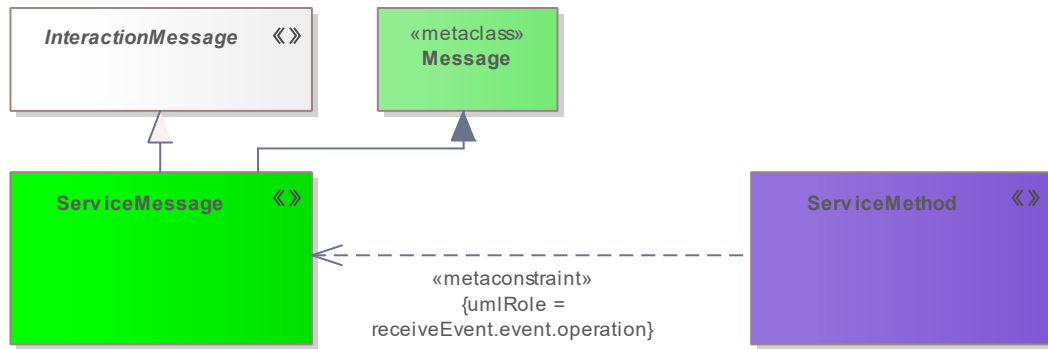 InteractionMessage «»
«metaclass»
Message
ServiceMessage «»
ServiceMethod «»
«metaconstraint»
{umlRole =
receiveEvent.event.operation}